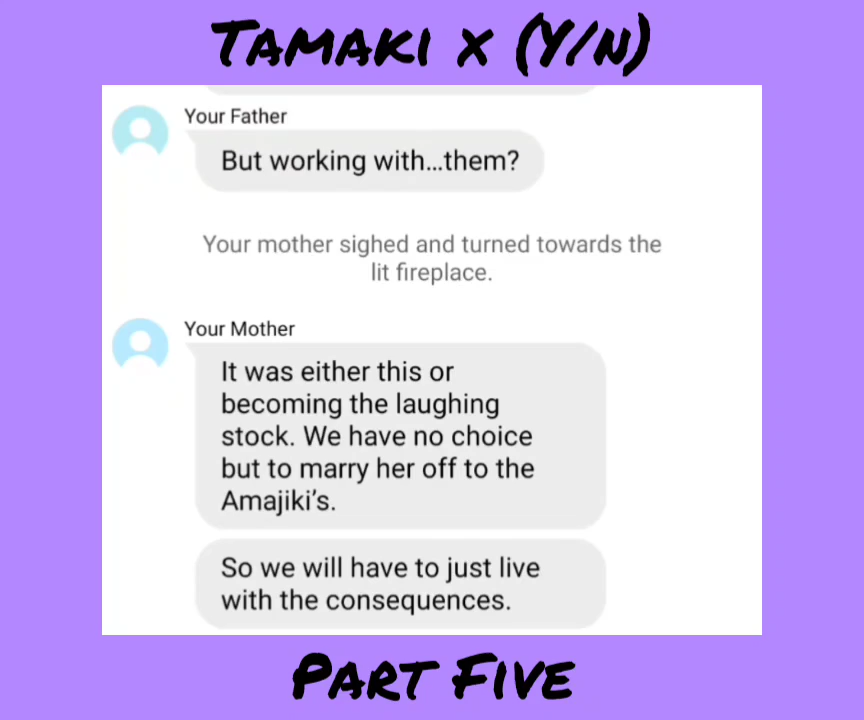 TAMAKI X (Y/N)
Your Father
But working with...them?
Your mother sighed and turned towards the
lit fireplace.
Your Mother
It was either this or
becoming the laughing
stock. We have no choice
but to marry her off to the
Amajiki's.
So we will have to just live
with the consequences.
PART FIVE